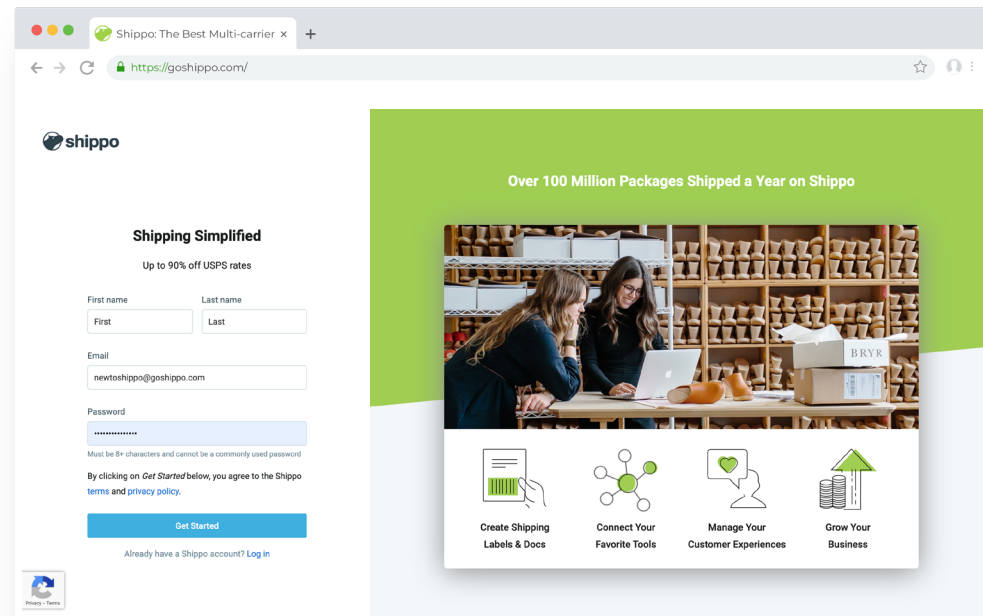 Shippo: The Best Multi-carrier
https://goshippo.com/
shippo
Shipping Simplified
Up to 90% off USPS rates
First name
Last name
First
Last
Email
newtoshippo@goshippo.com
Password
•••••••••••••••
Must be 8+ characters and cannot be a commonly used password
By clicking on Get Started below, you agree to the Shippo
terms and privacy policy.
Get Started
Already have a Shippo account? Log in
Privacy - Terms
Over 100 Million Packages Shipped a Year on Shippo
BRYR
Create Shipping
Labels & Docs
Connect Your
Favorite Tools
Manage Your
Customer Experiences
Grow Your
Business